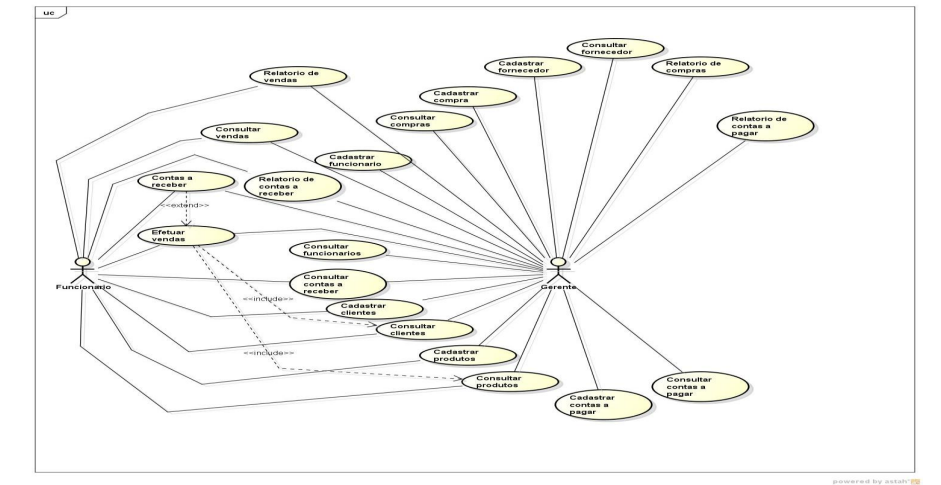 uc
Consultar
fornecedor
Cadastrar
fornecedor
Relatorio de
compras
Relatorio de
vendas
Cadastrar
compra
Consultar
compras
Relatorio de
contas a
pagar
Consultar
vendas
Cadastrar
funcionario
Contas a
receber
Relatorio de
contas a
receber
<<extend>>
Efetuar
vendas
Consultar
funcionarios
Funcionario
Gerente
Consultar
contas a
receber
<<include>>
Cadastrar
clientes
Consultar
clientes
<<include>>
Cadastrar
produtos
Consultar
produtos
Consultar
contas a
pagar
Cadastrar
contas a
pagar
powered by astah*